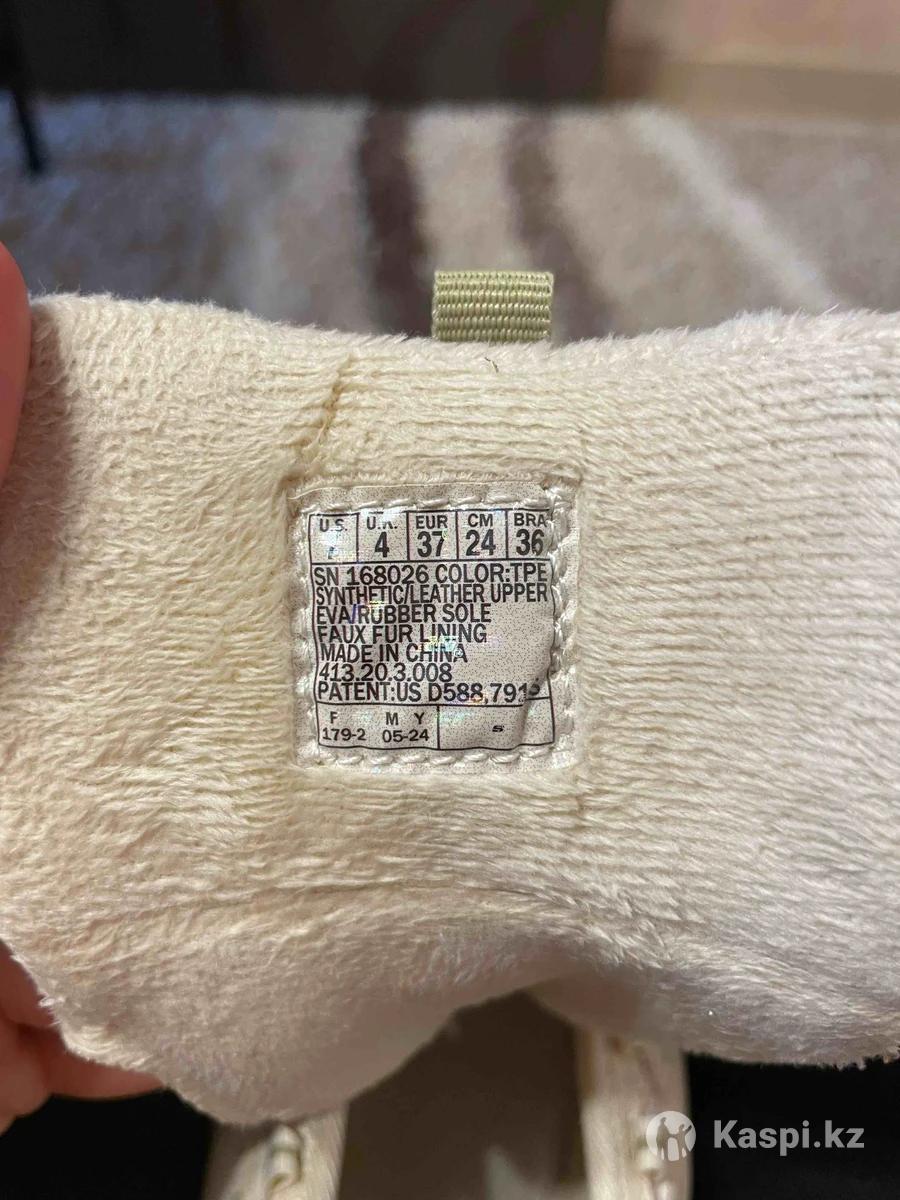 U.S. U.K. EUR CM BRA
4 37 24 36
SN 168026 COLOR:TPE
SYNTHETIC/LEATHER UPPER
EVA/RUBBER SOLE
FAUX FUR LINING
MADE IN CHINA
413.20.3.008
PATENT:US D588,791
F M Y
179-2 05-24
Kaspi.kz